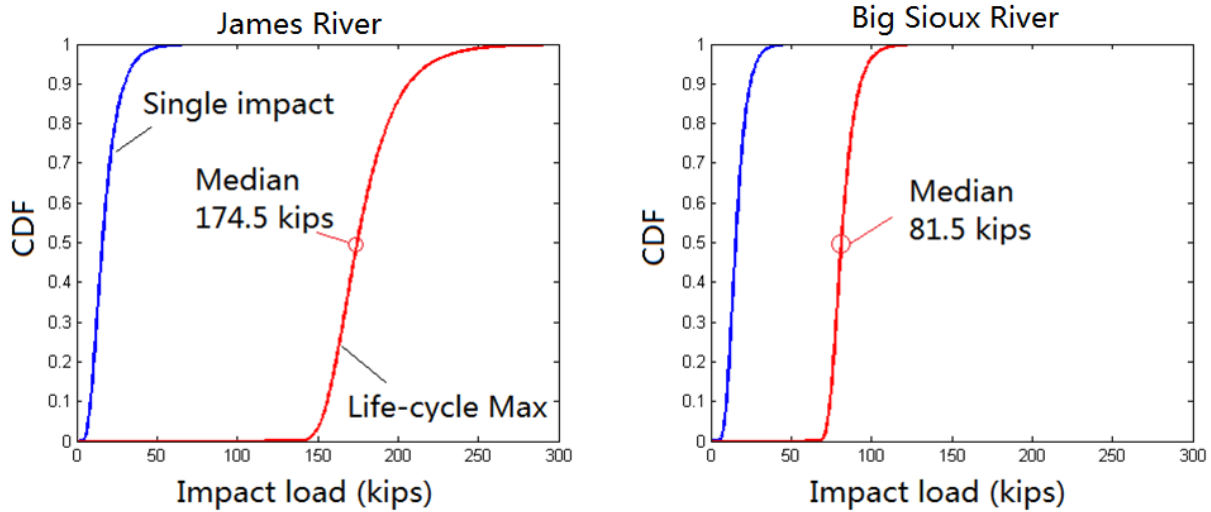 James River
1
0.9
0.8
0.7
0.6
0.5
0.4
0.3
0.2
0.1
0
CDF
Single impact
Median
174.5 kips
Life-cycle Max
0 50 100 150 200 250 300
Impact load (kips)
Big Sioux River
1
0.9
0.8
0.7
0.6
0.5
0.4
0.3
0.2
0.1
0
CDF
Median
81.5 kips
0 50 100 150 200 250 300
Impact load (kips)